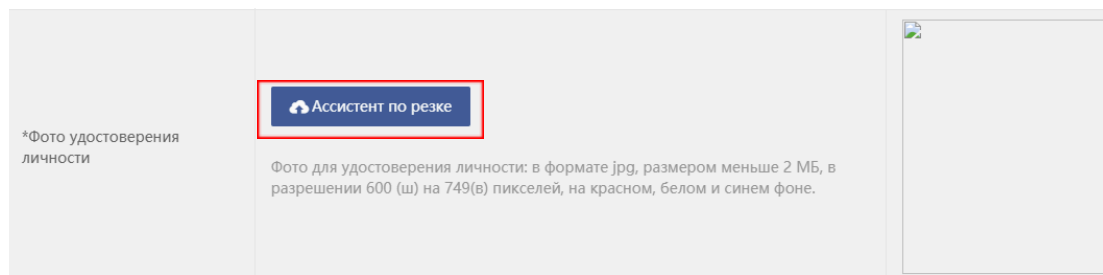 Ассистент по резке
*Фото удостоверения
личности
Фото для удостоверения личности: в формате jpg, размером меньше 2 МБ, в
разрешении 600 (ш) на 749(в) пикселей, на красном, белом и синем фоне.